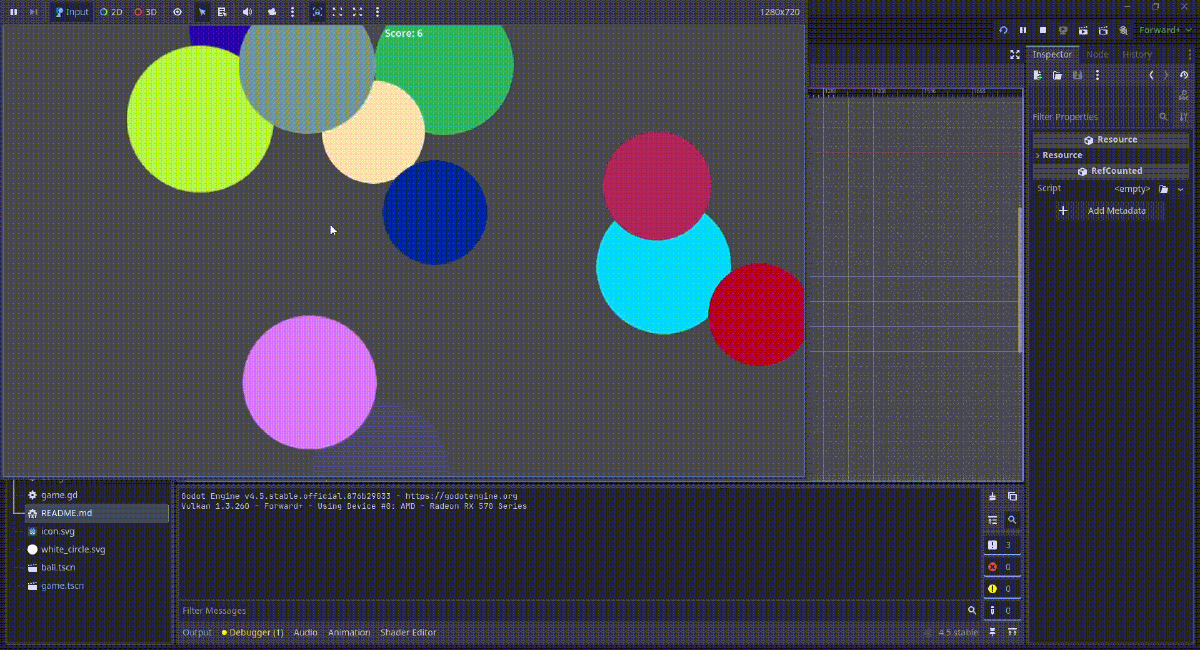 Input 2D 3D 1280x720
Score: 6
Forward+
Inspector Node History
Filter Properties
Resource
Resource
RefCounted
Script <empty>
Add Metadata
game.gd
README.md
icon.svg
white_circle.svg
ball.tscn
game.tscn
Godot Engine v4.5.stable.official.876b29033 - https://godotengine.org
Vulkan 1.3.260 - Forward+ - Using Device #0: AMD - Radeon RX 570 Series
3
0
0
0
Filter Messages
Output Debugger (1) Audio Animation Shader Editor 4.5.stable